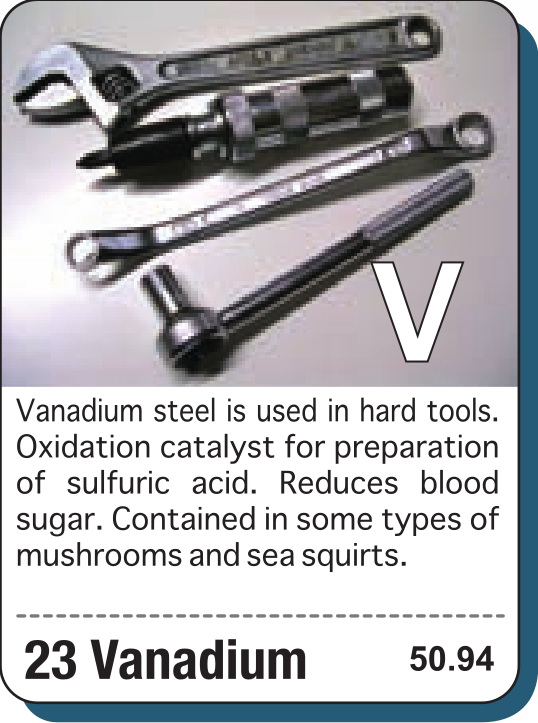 V
Vanadium steel is used in hard tools.
Oxidation catalyst for preparation
of sulfuric acid. Reduces blood
sugar. Contained in some types of
mushrooms and sea squirts.
23 Vanadium 50.94